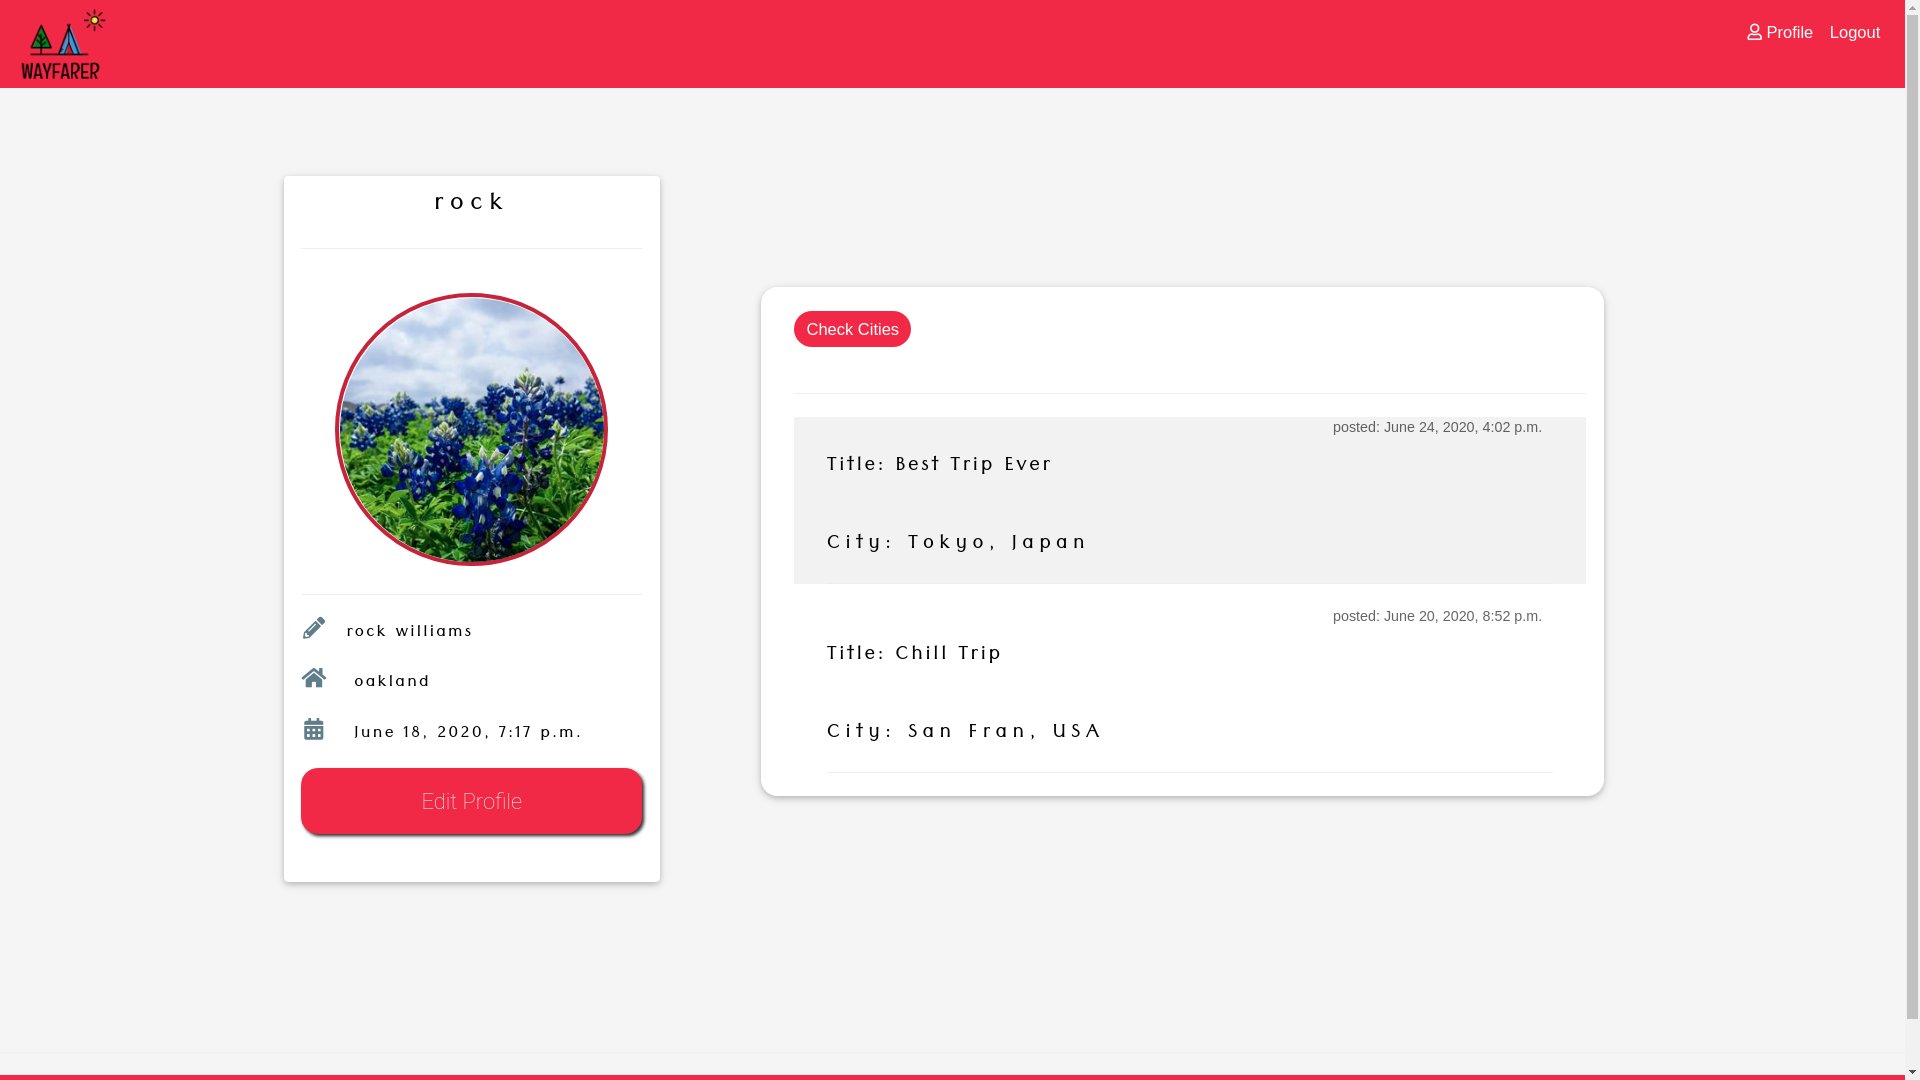 WAYFARER
Profile
Logout
rock
rock williams
oakland
June 18, 2020, 7:17 p.m.
Edit Profile
Check Cities
posted: June 24, 2020, 4:02 p.m.
Title: Best Trip Ever
City: Tokyo, Japan
posted: June 20, 2020, 8:52 p.m.
Title: Chill Trip
City: San Fran, USA